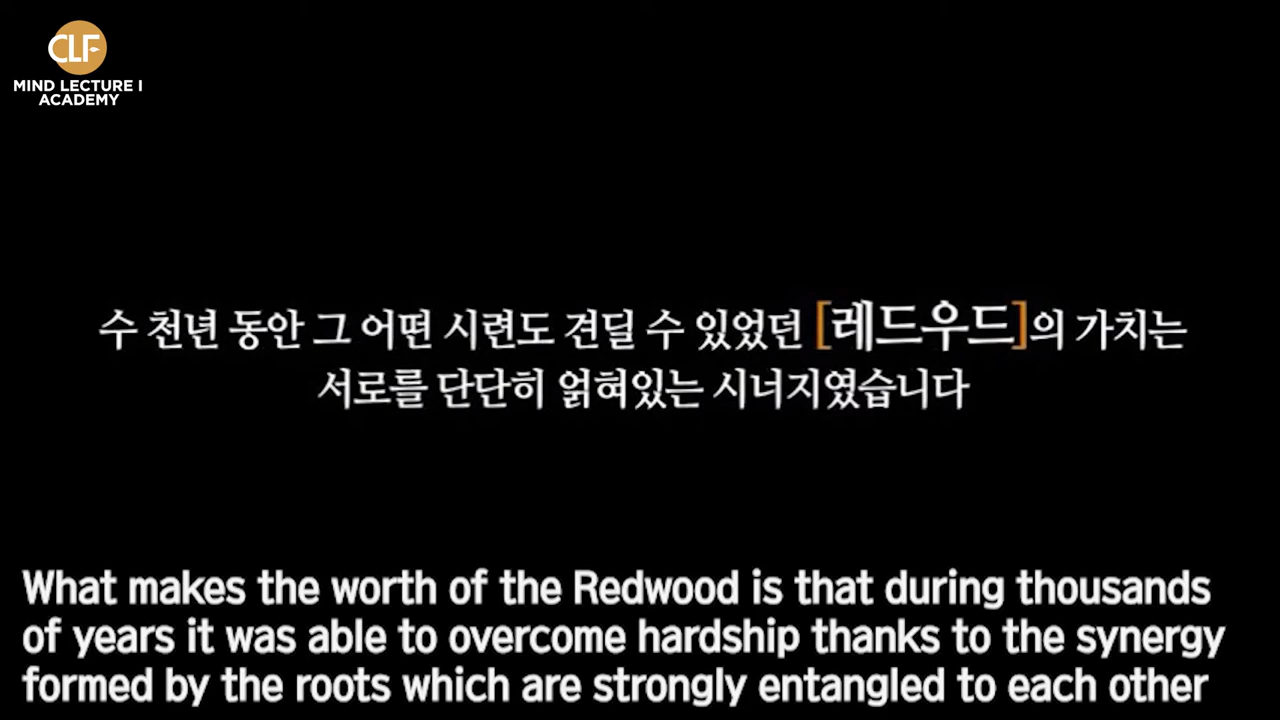 CLF
MIND LECTURE I
ACADEMY
수 천년 동안 그 어떤 시련도 견딜 수 있었던 [레드우드]의 가치는
서로를 단단히 얽혀있는 시너지였습니다
What makes the worth of the Redwood is that during thousands
of years it was able to overcome hardship thanks to the synergy
formed by the roots which are strongly entangled to each other